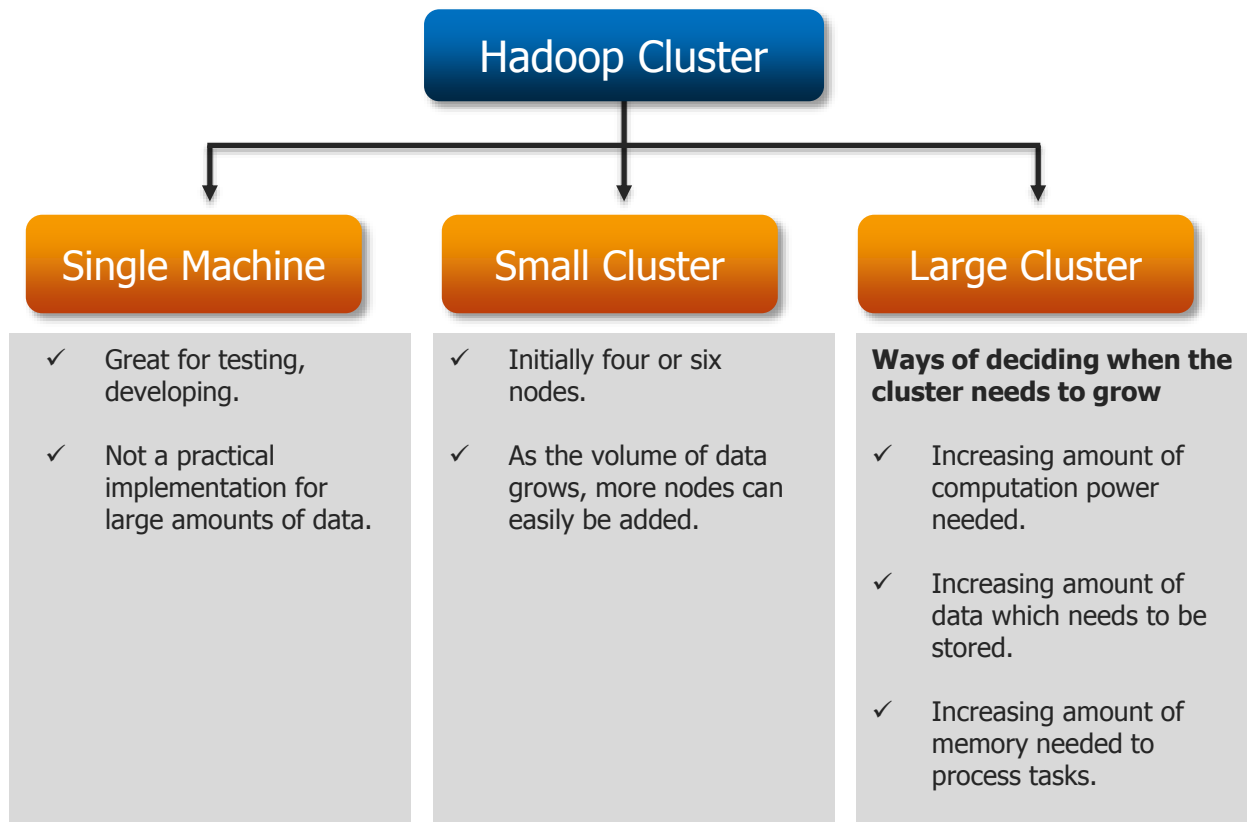 Hadoop Cluster
Single Machine
✓ Great for testing,
developing.
✓ Not a practical
implementation for
large amounts of data.
Small Cluster
✓ Initially four or six
nodes.
✓ As the volume of data
grows, more nodes can
easily be added.
Large Cluster
Ways of deciding when the
cluster needs to grow
✓ Increasing amount of
computation power
needed.
✓ Increasing amount of
data which needs to be
stored.
✓ Increasing amount of
memory needed to
process tasks.